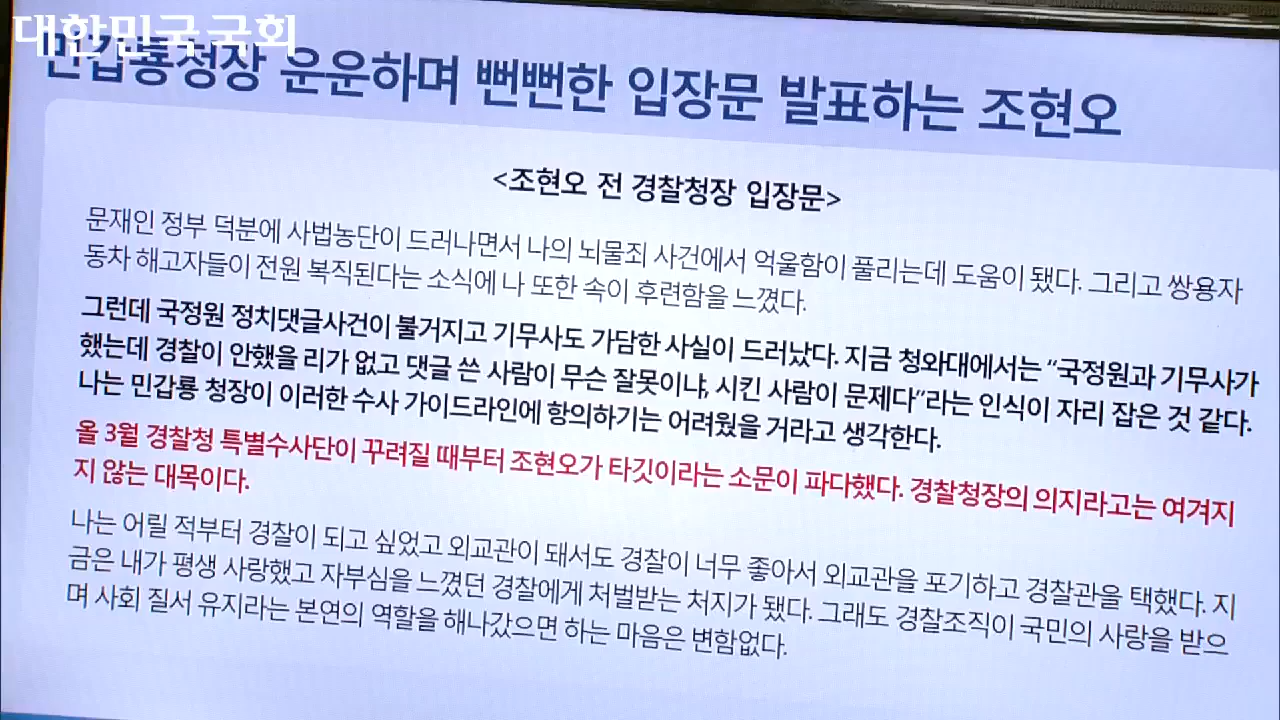 대한민국 국회
민갑룡청장 운운하며 뻔뻔한 입장문 발표하는 조현오
<조현오 전 경찰청장 입장문>
문재인 정부 덕분에 사법농단이 드러나면서 나의 뇌물죄 사건에서 억울함이 풀리는데 도움이 됐다. 그리고 쌍용자
동차 해고자들이 전원 복직된다는 소식에 나 또한 속이 후련함을 느꼈다.
그런데 국정원 정치댓글사건이 불거지고 기무사도 가담한 사실이 드러났다. 지금 청와대에서는 “국정원과 기무사가
했는데 경찰이 안했을 리가 없고 댓글 쓴 사람이 무슨 잘못이냐, 시킨 사람이 문제다”라는 인식이 자리 잡은 것 같다.
나는 민갑룡 청장이 이러한 수사 가이드라인에 항의하기는 어려웠을 거라고 생각한다.
올 3월 경찰청 특별수사단이 꾸려질 때부터 조현오가 타깃이라는 소문이 파다했다. 경찰청장의 의지라고는 여겨지
지 않는 대목이다.
나는 어릴 적부터 경찰이 되고 싶었고 외교관이 돼서도 경찰이 너무 좋아서 외교관을 포기하고 경찰관을 택했다. 지
금은 내가 평생 사랑했고 자부심을 느꼈던 경찰에게 처벌받는 처지가 됐다. 그래도 경찰조직이 국민의 사랑을 받으
며 사회 질서 유지라는 본연의 역할을 해나갔으면 하는 마음은 변함없다.